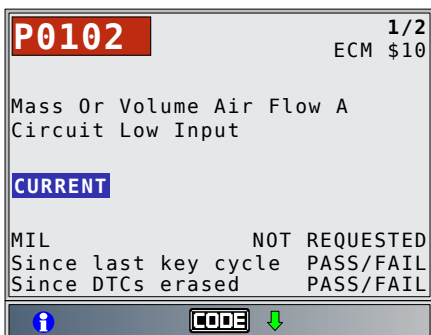 P0102 1/2
ECM $10
Mass Or Volume Air Flow A
Circuit Low Input
CURRENT
MIL NOT REQUESTED
Since last key cycle PASS/FAIL
Since DTCs erased PASS/FAIL
i CODE